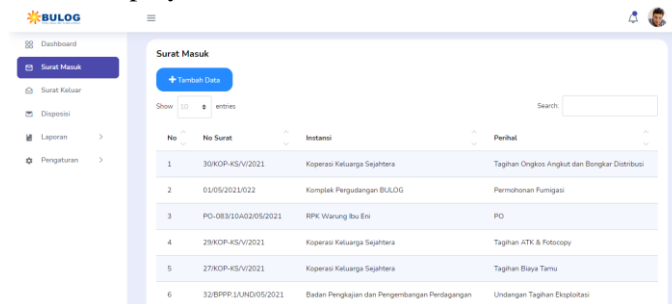 BULOG
Dashboard
Surat Masuk
Surat Keluar
Disposisi
Laporan
Pengaturan
Surat Masuk
+ Tambah Data
Show 10 entries
Search:
No No Surat Instansi Perihal
1 30/KOP-KS/V/2021 Koperasi Keluarga Sejahtera Tagihan Ongkos Angkut dan Bongkar Distribusi
2 01/05/2021/022 Komplek Pergudangan BULOG Permohonan Fumigasi
3 PO-083/10A02/05/2021 RPK Warung Ibu Eni PO
4 29/KOP-KS/V/2021 Koperasi Keluarga Sejahtera Tagihan ATK & Fotocopy
5 27/KOP-KS/V/2021 Koperasi Keluarga Sejahtera Tagihan Biaya Tamu
6 32/BPPP.1/UND/05/2021 Badan Pengkajian dan Pengembangan Perdagangan Undangan Tagihan Eksploitasi